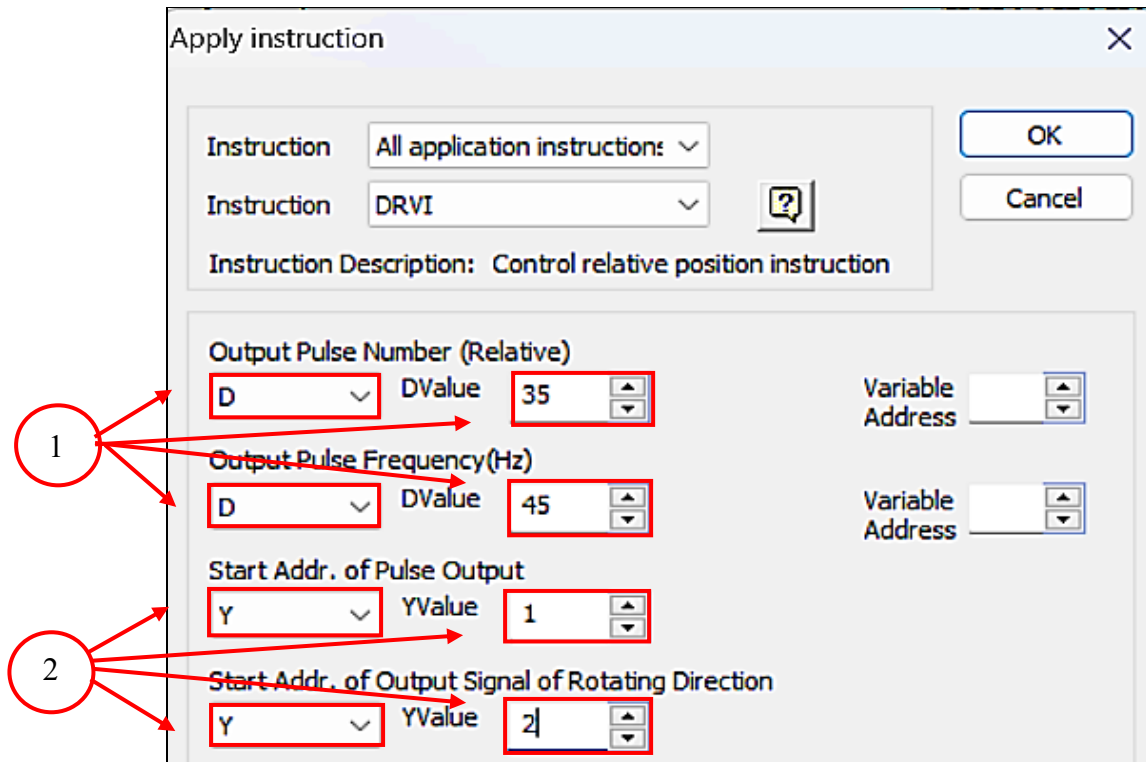 Apply instruction
Instruction All application instructions
OK
Instruction DRVI
Cancel
Instruction Description: Control relative position instruction
Output Pulse Number (Relative)
D DValue 35 Variable Address
1
Output Pulse Frequency(Hz)
D DValue 45 Variable Address
Start Addr. of Pulse Output
Y YValue 1
2
Start Addr. of Output Signal of Rotating Direction
Y YValue 2